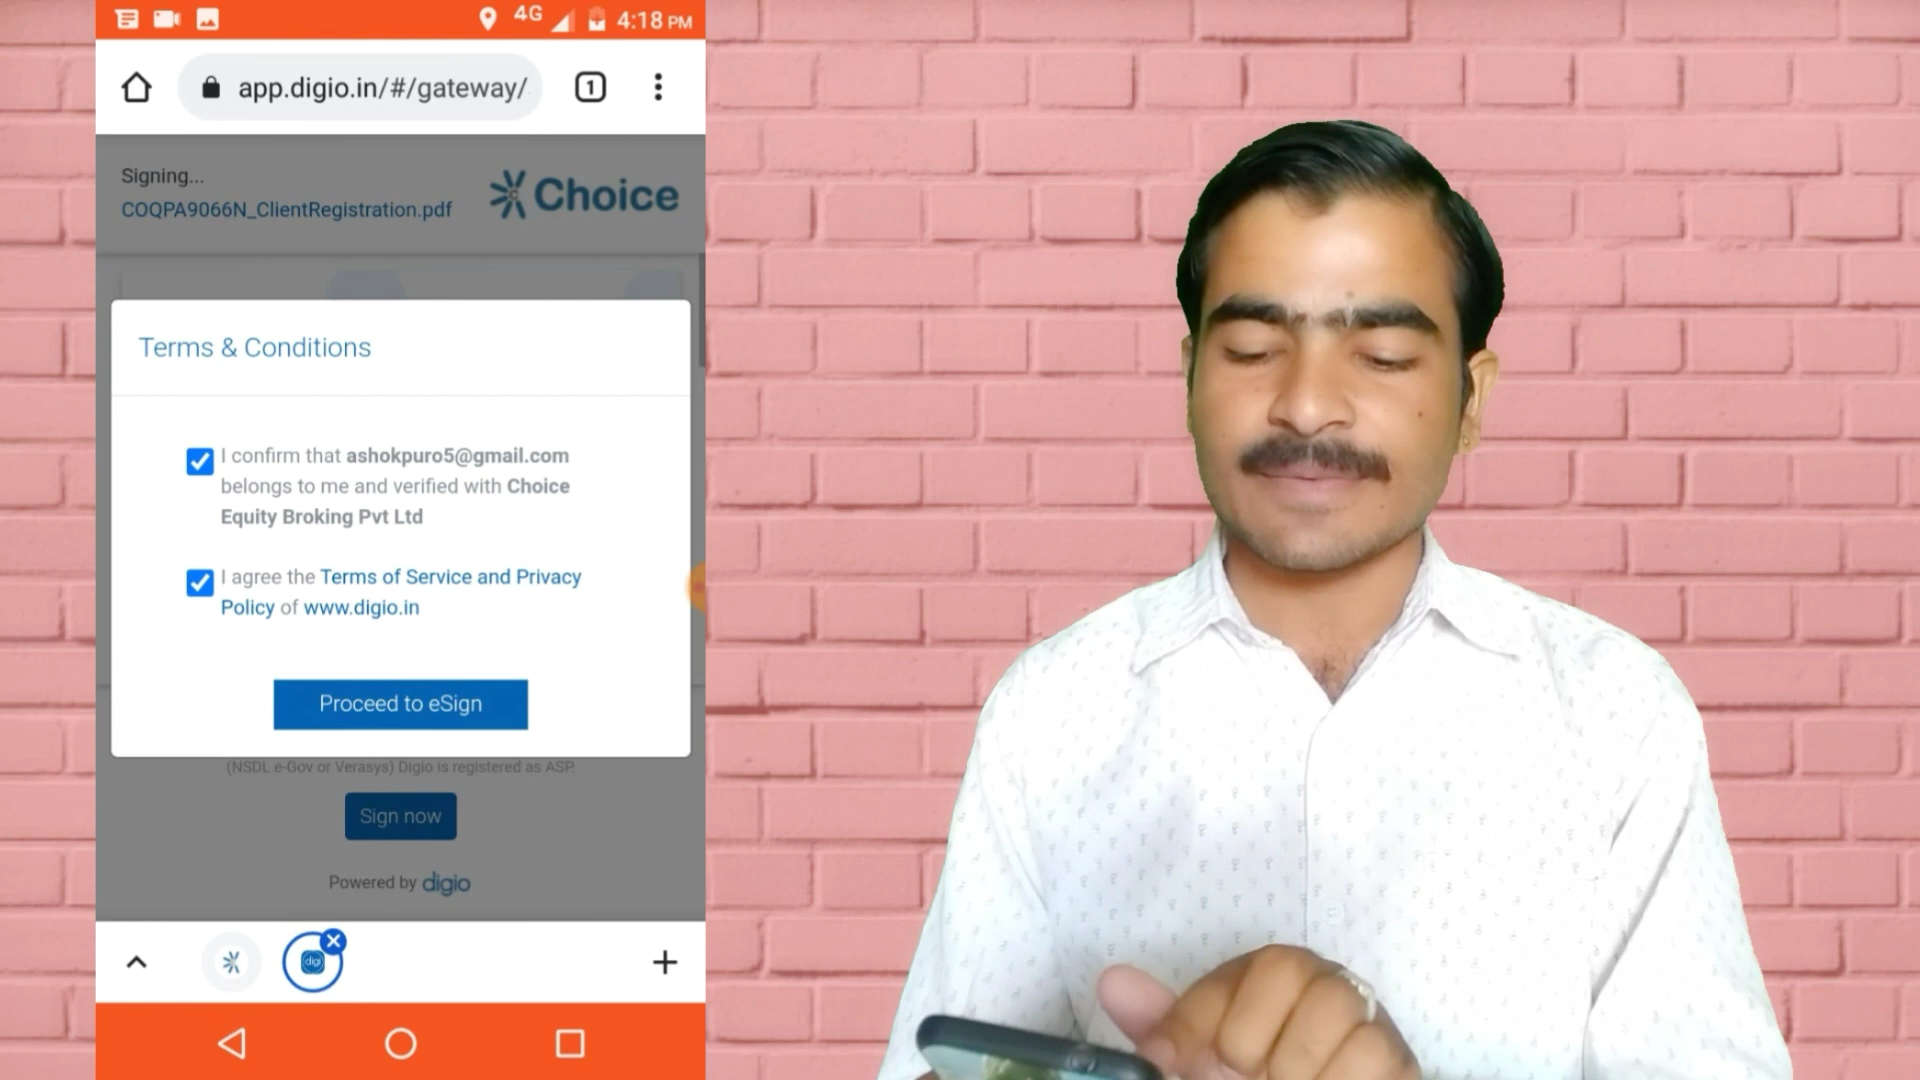 4G 4:18 PM
app.digio.in/#/gateway/
1
Signing...
COQPA9066N_ClientRegistration.pdf
Choice
Terms & Conditions
I confirm that ashokpuro5@gmail.com
belongs to me and verified with Choice
Equity Broking Pvt Ltd
I agree the Terms of Service and Privacy
Policy of www.digio.in
Proceed to eSign
(NSDL e-Gov or Verasys) Digio is registered as ASP.
Sign now
Powered by digio
digi